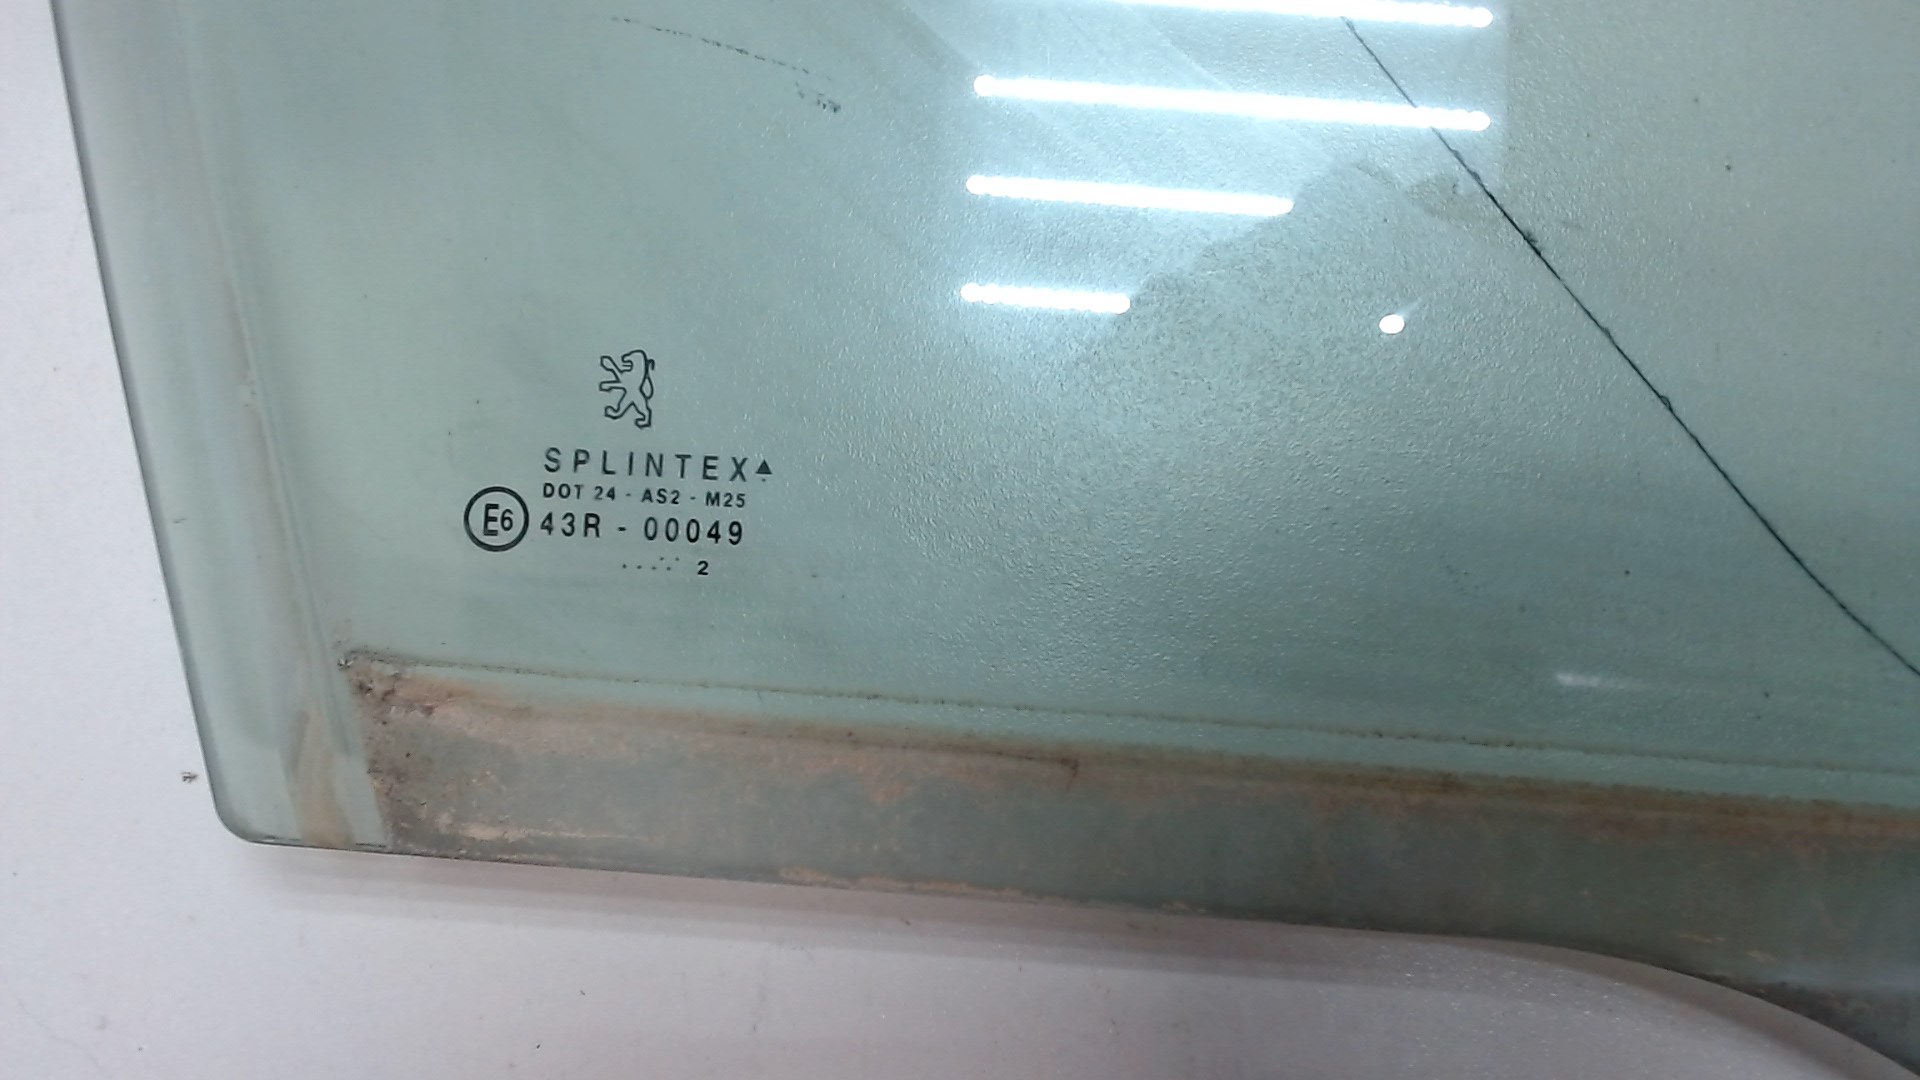 SPLINTEX
DOT 24 - AS2 - M25
E6 43R - 00049
..... 2